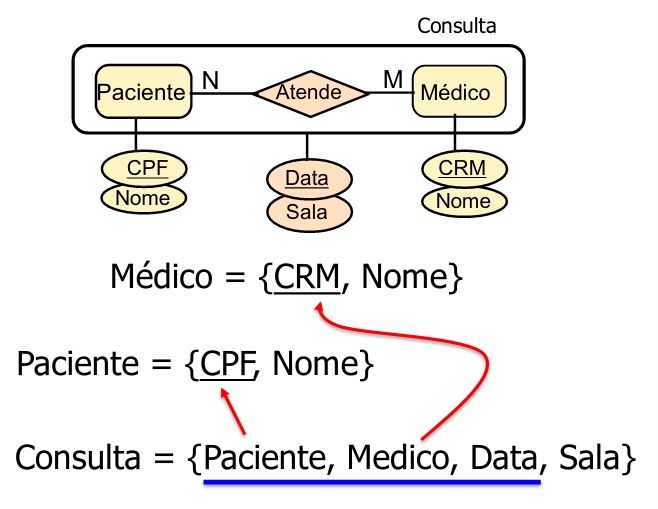 Consulta
Paciente N Atende M Médico
CPF Data CRM
Nome Sala Nome
Médico = {CRM, Nome}
Paciente = {CPF, Nome}
Consulta = {Paciente, Medico, Data, Sala}